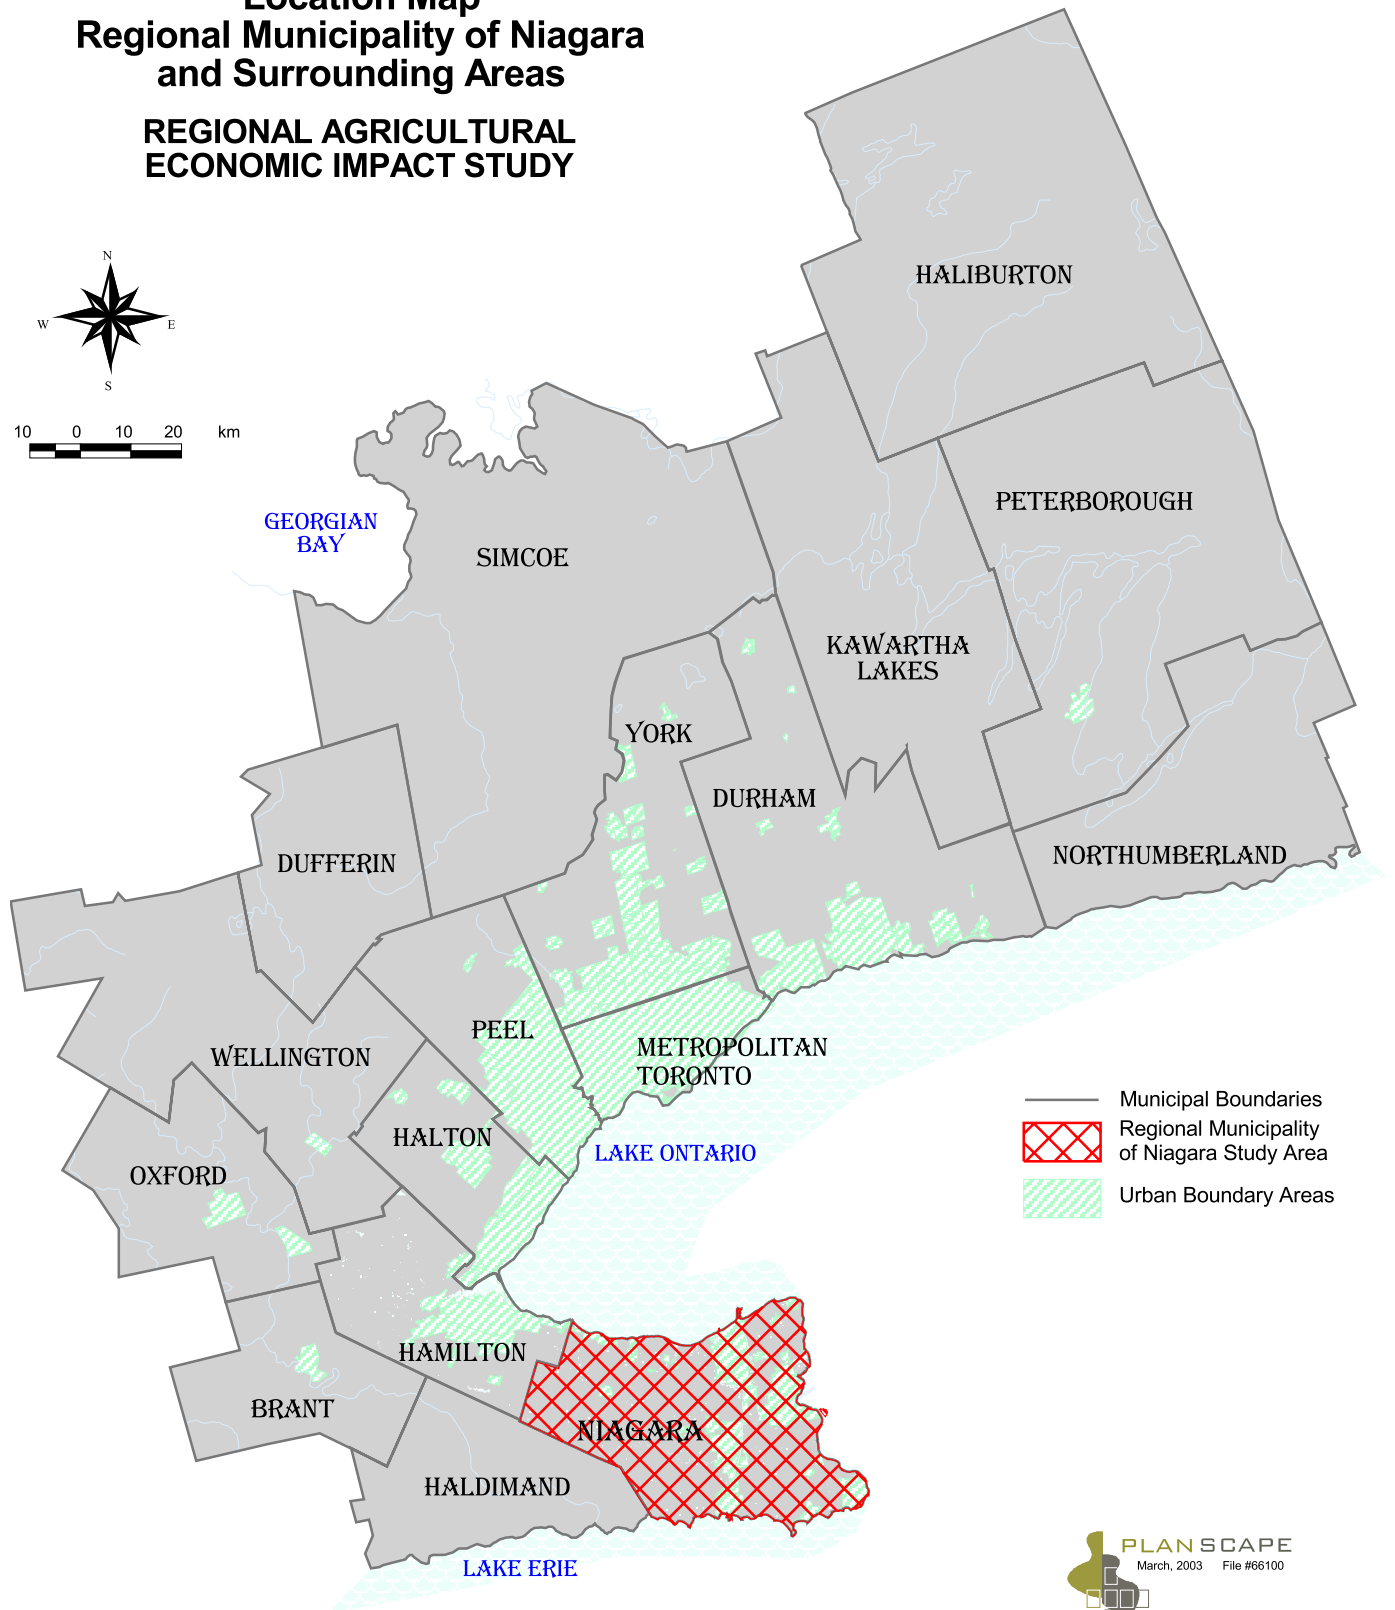 Location Map
Regional Municipality of Niagara
and Surrounding Areas
REGIONAL AGRICULTURAL
ECONOMIC IMPACT STUDY
N
W
E
S
10 0 10 20 km
HALIBURTON
PETERBOROUGH
GEORGIAN
BAY
SIMCOE
KAWARTHA
LAKES
YORK
DURHAM
NORTHUMBERLAND
DUFFERIN
PEEL
METROPOLITAN
TORONTO
WELLINGTON
HALTON
LAKE ONTARIO
OXFORD
Municipal Boundaries
Regional Municipality
of Niagara Study Area
Urban Boundary Areas
HAMILTON
BRANT
NIAGARA
HALDIMAND
LAKE ERIE
PLANSCAPE
March, 2003 File #66100